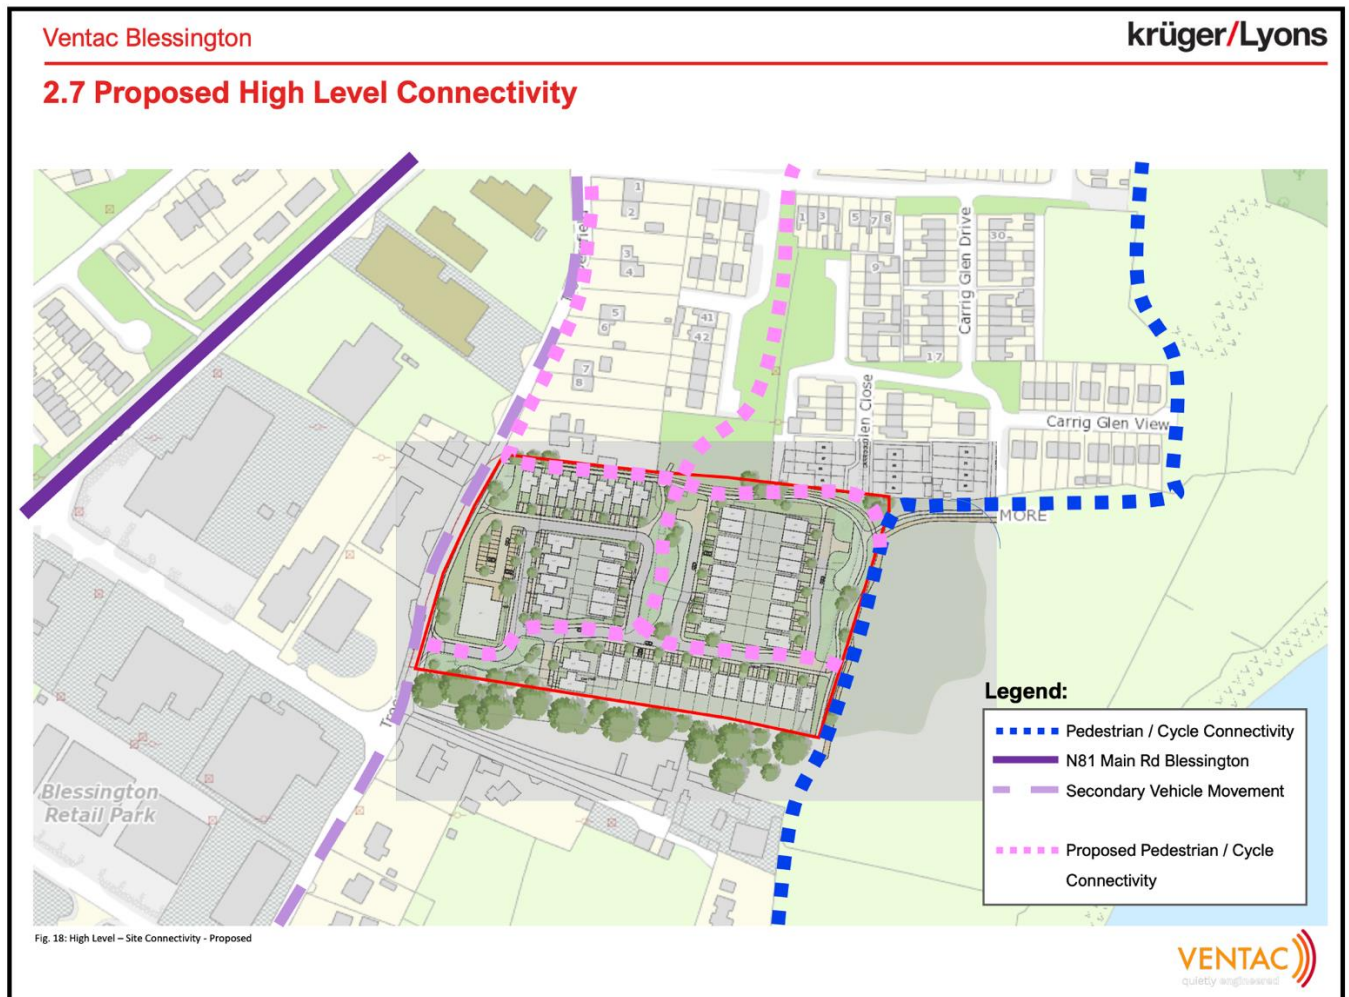 Ventac Blessington
krüger/Lyons
2.7 Proposed High Level Connectivity
1
2
3
4
5
6
7
8
41
42
1 3 5 7 8
9
17
30
Carrig Glen Drive
Carrig Glen View
Close
MORE
Blessington
Retail Park
Legend:
Pedestrian / Cycle Connectivity
N81 Main Rd Blessington
Secondary Vehicle Movement
Proposed Pedestrian / Cycle
Connectivity
Fig. 18: High Level – Site Connectivity - Proposed
VENTAC
quietly engineered